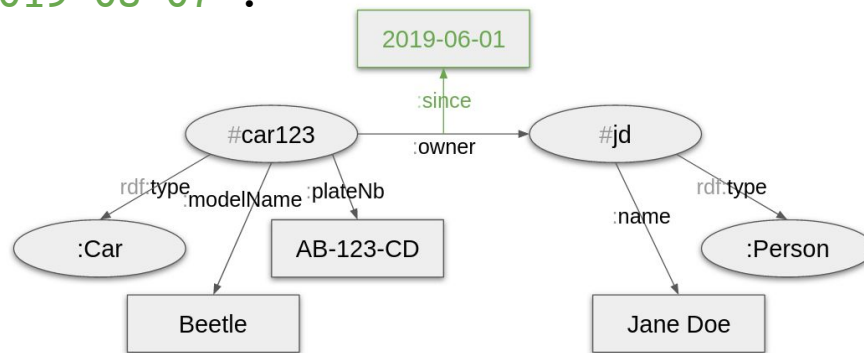 2019-06-01
:since
#car123
:owner
#jd
rdf:type
:modelName
:plateNb
:name
rdf:type
:Car
AB-123-CD
:Person
Beetle
Jane Doe